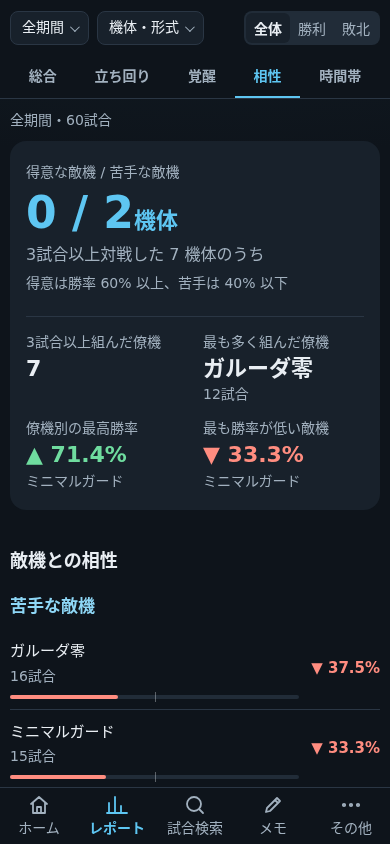 全期間 機体・形式 全体 勝利 敗北
総合 立ち回り 覚醒 相性 時間帯
全期間・60試合
得意な敵機 / 苦手な敵機
0 / 2機体
3試合以上対戦した 7 機体のうち
得意は勝率 60% 以上、苦手は 40% 以下
3試合以上組んだ僚機 最も多く組んだ僚機
7 ガルーダ零
12試合
僚機別の最高勝率 最も勝率が低い敵機
▲ 71.4% ▼ 33.3%
ミニマルガード ミニマルガード
敵機との相性
苦手な敵機
ガルーダ零
16試合 ▼ 37.5%
ミニマルガード
15試合 ▼ 33.3%
ホーム レポート 試合検索 メモ その他